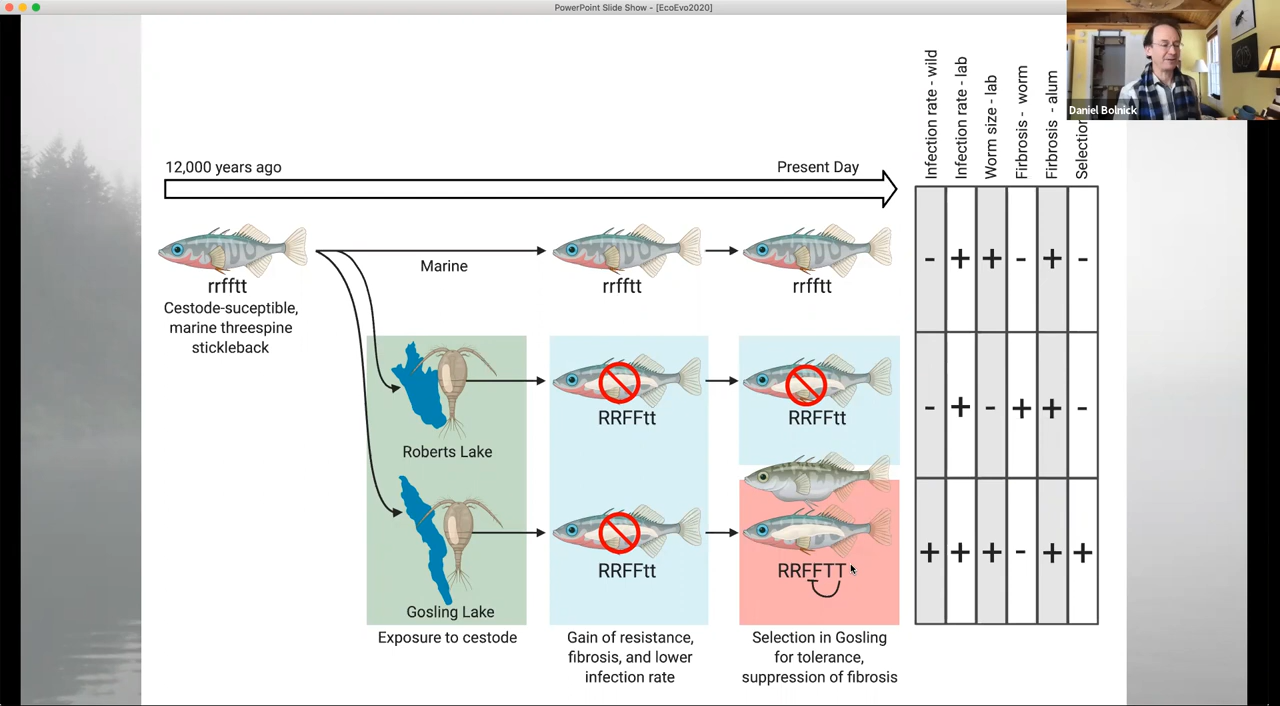 PowerPoint Slide Show - [EcoEvo2020]
Daniel Bolnick
12,000 years ago
Present Day
Infection rate - wild
Infection rate - lab
Worm size - lab
Firbrosis - worm
Firbrosis - alum
Selection
rrfftt
Marine
rrfftt
rrfftt
Cestode-suceptible,
marine threespine
stickleback
- + + - + -
Roberts Lake
RRFFtt
RRFFtt
- + - + + -
Gosling Lake
RRFFtt
RRFFTT
+ + + - + +
Exposure to cestode
Gain of resistance,
fibrosis, and lower
infection rate
Selection in Gosling
for tolerance,
suppression of fibrosis